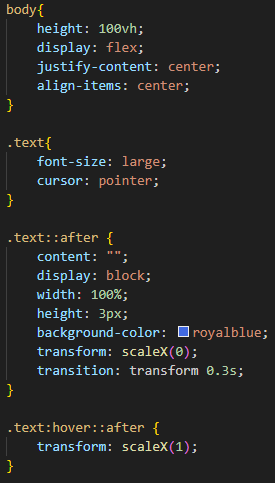 body{
    height: 100vh;
    display: flex;
    justify-content: center;
    align-items: center;
}

.text{
    font-size: large;
    cursor: pointer;
}

.text::after {
    content: "";
    display: block;
    width: 100%;
    height: 3px;
    background-color: royalblue;
    transform: scaleX(0);
    transition: transform 0.3s;
}

.text:hover::after {
    transform: scaleX(1);
}